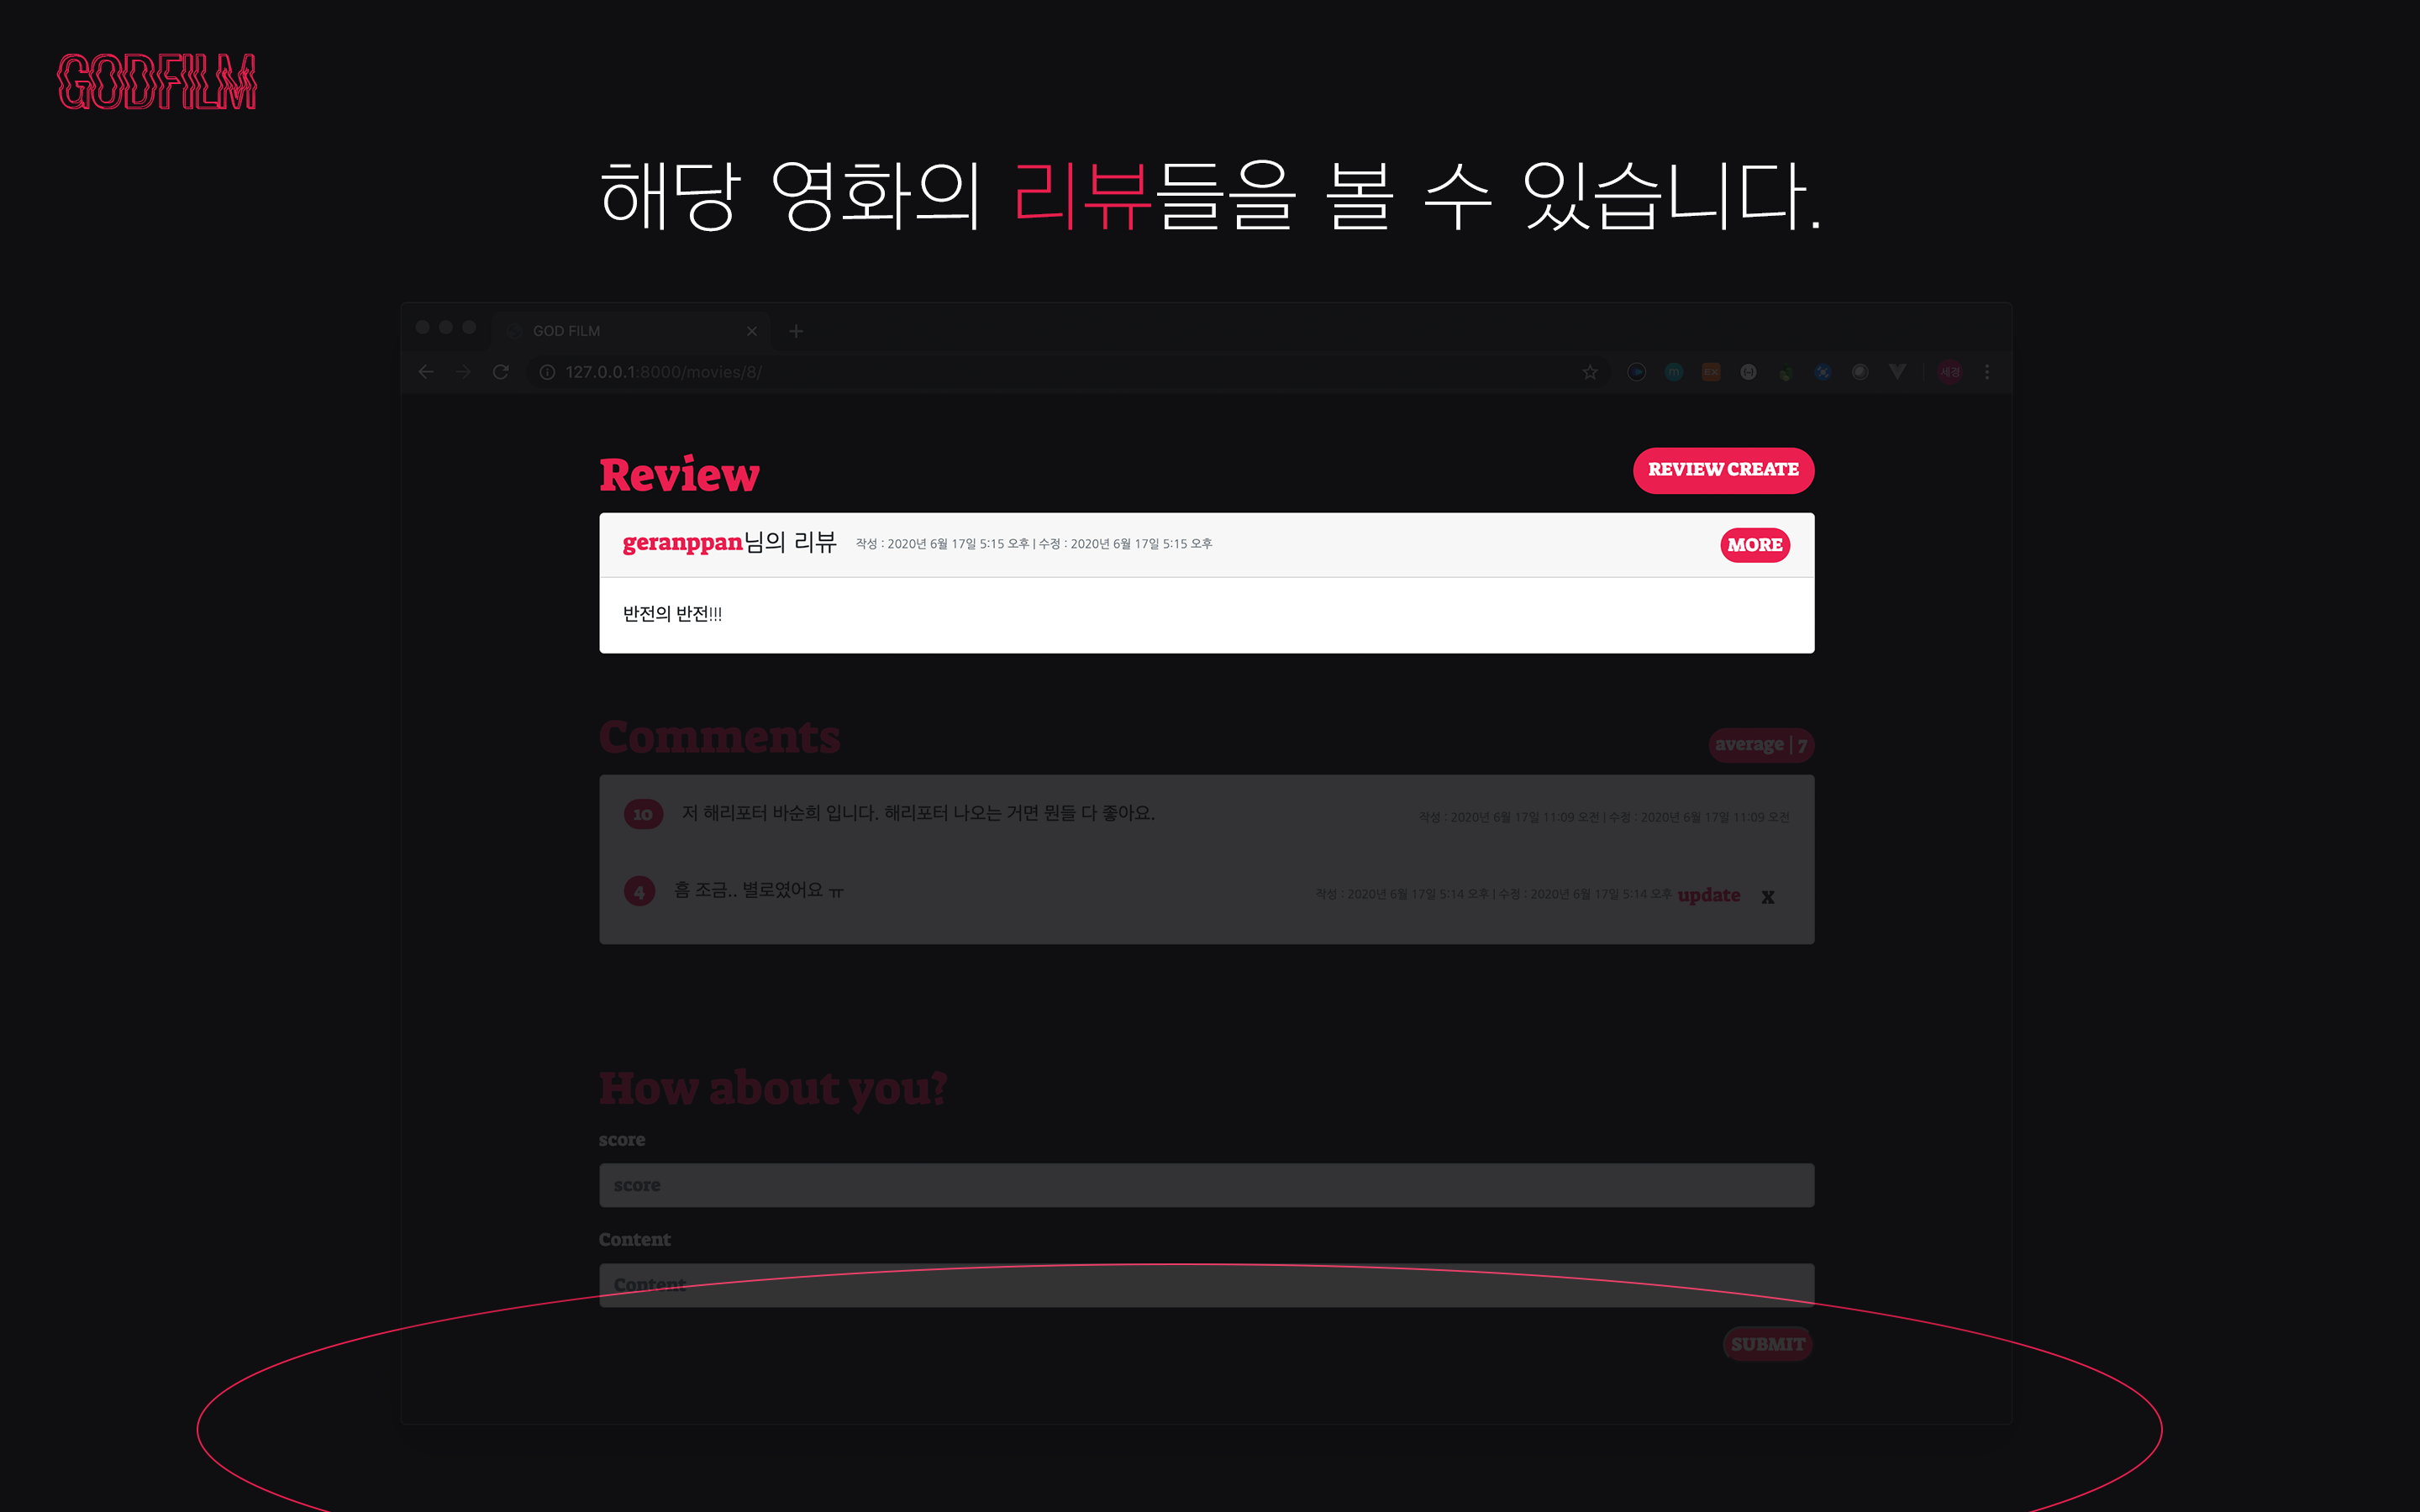 GODFILM
해당 영화의 리뷰들을 볼 수 있습니다.
GOD FILM
127.0.0.1:8000/movies/8/
m EX H 세경
Review
REVIEW CREATE
geranppan님의 리뷰 작성 : 2020년 6월 17일 5:15 오후 | 수정 : 2020년 6월 17일 5:15 오후 MORE
반전의 반전!!!
Comments
average | 7
10 저 해리포터 바순희 입니다. 해리포터 나오는 거면 뭔들 다 좋아요. 작성 : 2020년 6월 17일 11:09 오전 | 수정 : 2020년 6월 17일 11:09 오전
4 흠 조금.. 별로였어요 ㅠ 작성 : 2020년 6월 17일 5:14 오후 | 수정 : 2020년 6월 17일 5:14 오후 update x
How about you?
score
score
Content
Content
SUBMIT